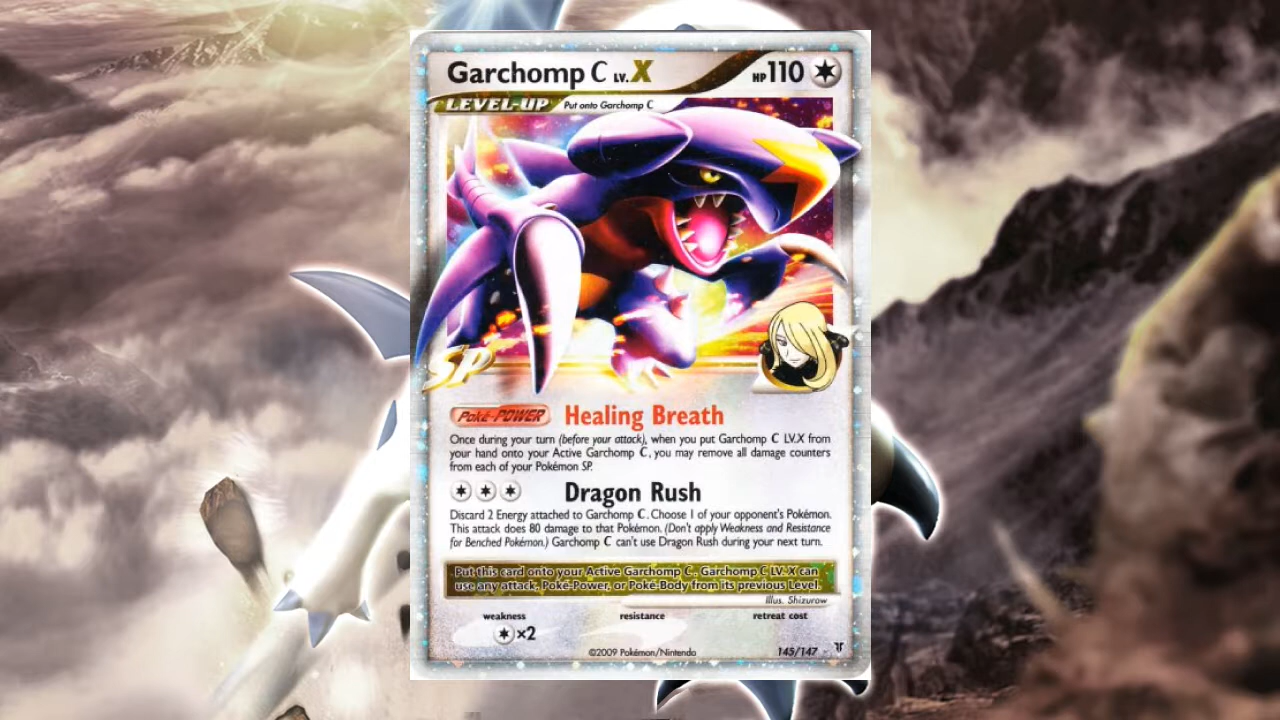 Garchomp C LV.X HP110
LEVEL-UP Put onto Garchomp C
SP
Poké-POWER Healing Breath
Once during your turn (before your attack), when you put Garchomp C LV.X from
your hand onto your Active Garchomp C, you may remove all damage counters
from each of your Pokémon SP.
Dragon Rush
Discard 2 Energy attached to Garchomp C. Choose 1 of your opponent's Pokémon.
This attack does 80 damage to that Pokémon. (Don't apply Weakness and Resistance
for Benched Pokémon.) Garchomp C can't use Dragon Rush during your next turn.
Put this card onto your Active Garchomp C. Garchomp C LV. X can
use any attack, Poké-Power, or Poké-Body from its previous Level.
Illus. Shizurow
weakness resistance retreat cost
×2
©2009 Pokémon/Nintendo 145/147